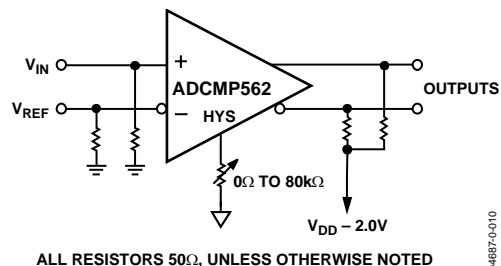 V_IN
V_REF
+
ADCMP562
−
HYS
OUTPUTS
0Ω TO 80kΩ
V_DD – 2.0V
ALL RESISTORS 50Ω, UNLESS OTHERWISE NOTED
4687-0-010